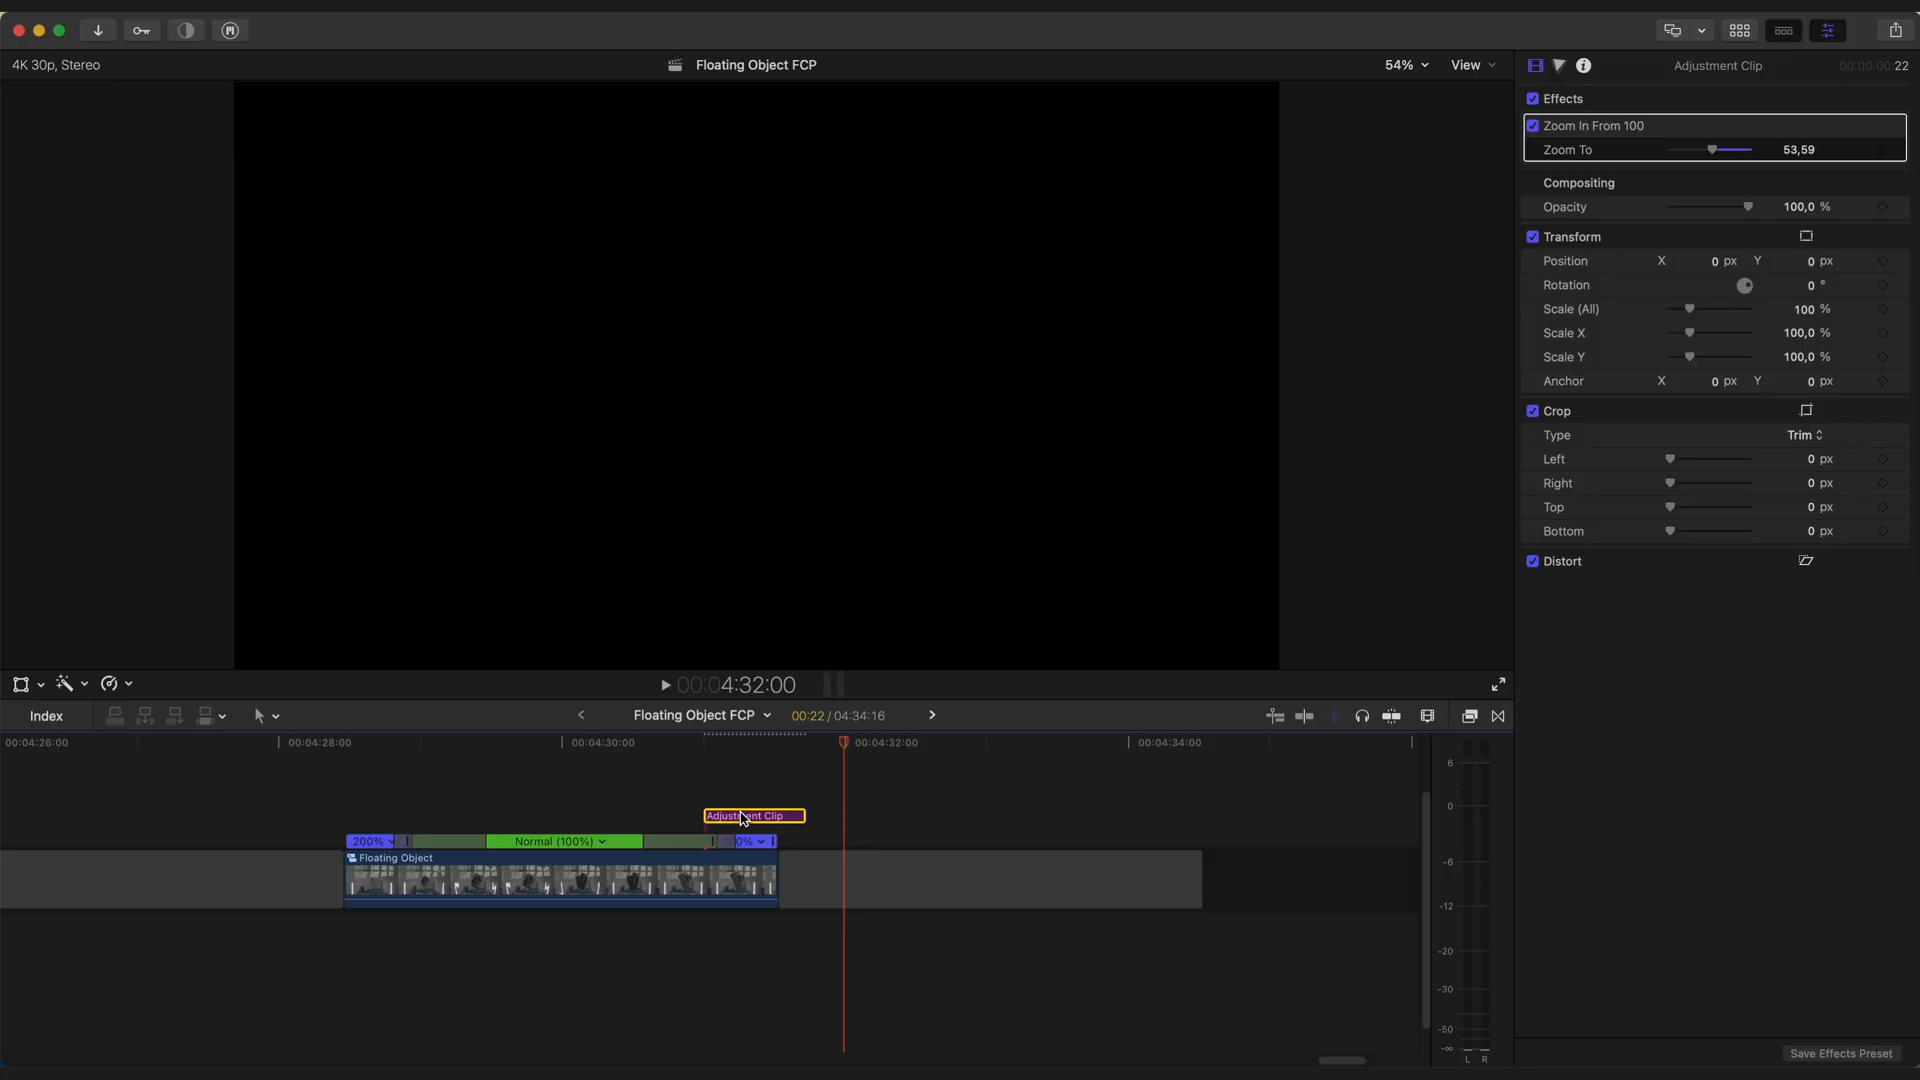 4K 30p, Stereo
Floating Object FCP
54%
View
Adjustment Clip
00:00:00:22
Effects
Zoom In From 100
Zoom To 53,59
Compositing
Opacity 100,0 %
Transform
Position X 0 px Y 0 px
Rotation 0 °
Scale (All) 100 %
Scale X 100,0 %
Scale Y 100,0 %
Anchor X 0 px Y 0 px
Crop
Type Trim
Left 0 px
Right 0 px
Top 0 px
Bottom 0 px
Distort
00:04:32:00
Index
Floating Object FCP
00:22 / 04:34:16
00:04:26:00
00:04:28:00
00:04:30:00
00:04:32:00
00:04:34:00
Adjustment Clip
200%
Normal (100%)
Floating Object
6
0
-6
-12
-20
-30
-50
-∞
L R
Save Effects Preset